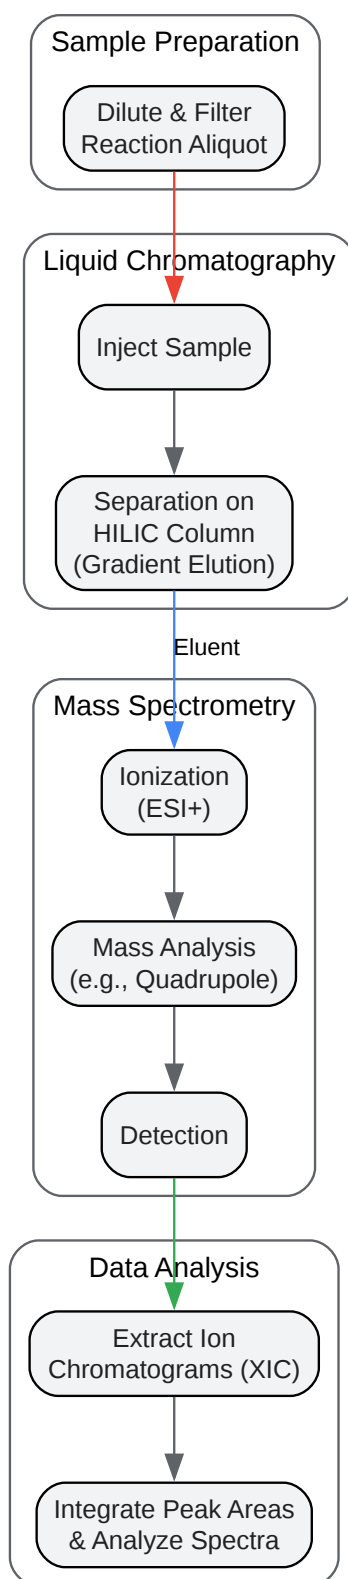 Sample Preparation
Dilute & Filter
Reaction Aliquot
Liquid Chromatography
Inject Sample
Separation on
HILIC Column
(Gradient Elution)
Eluent
Mass Spectrometry
Ionization
(ESI+)
Mass Analysis
(e.g., Quadrupole)
Detection
Data Analysis
Extract Ion
Chromatograms (XIC)
Integrate Peak Areas
& Analyze Spectra